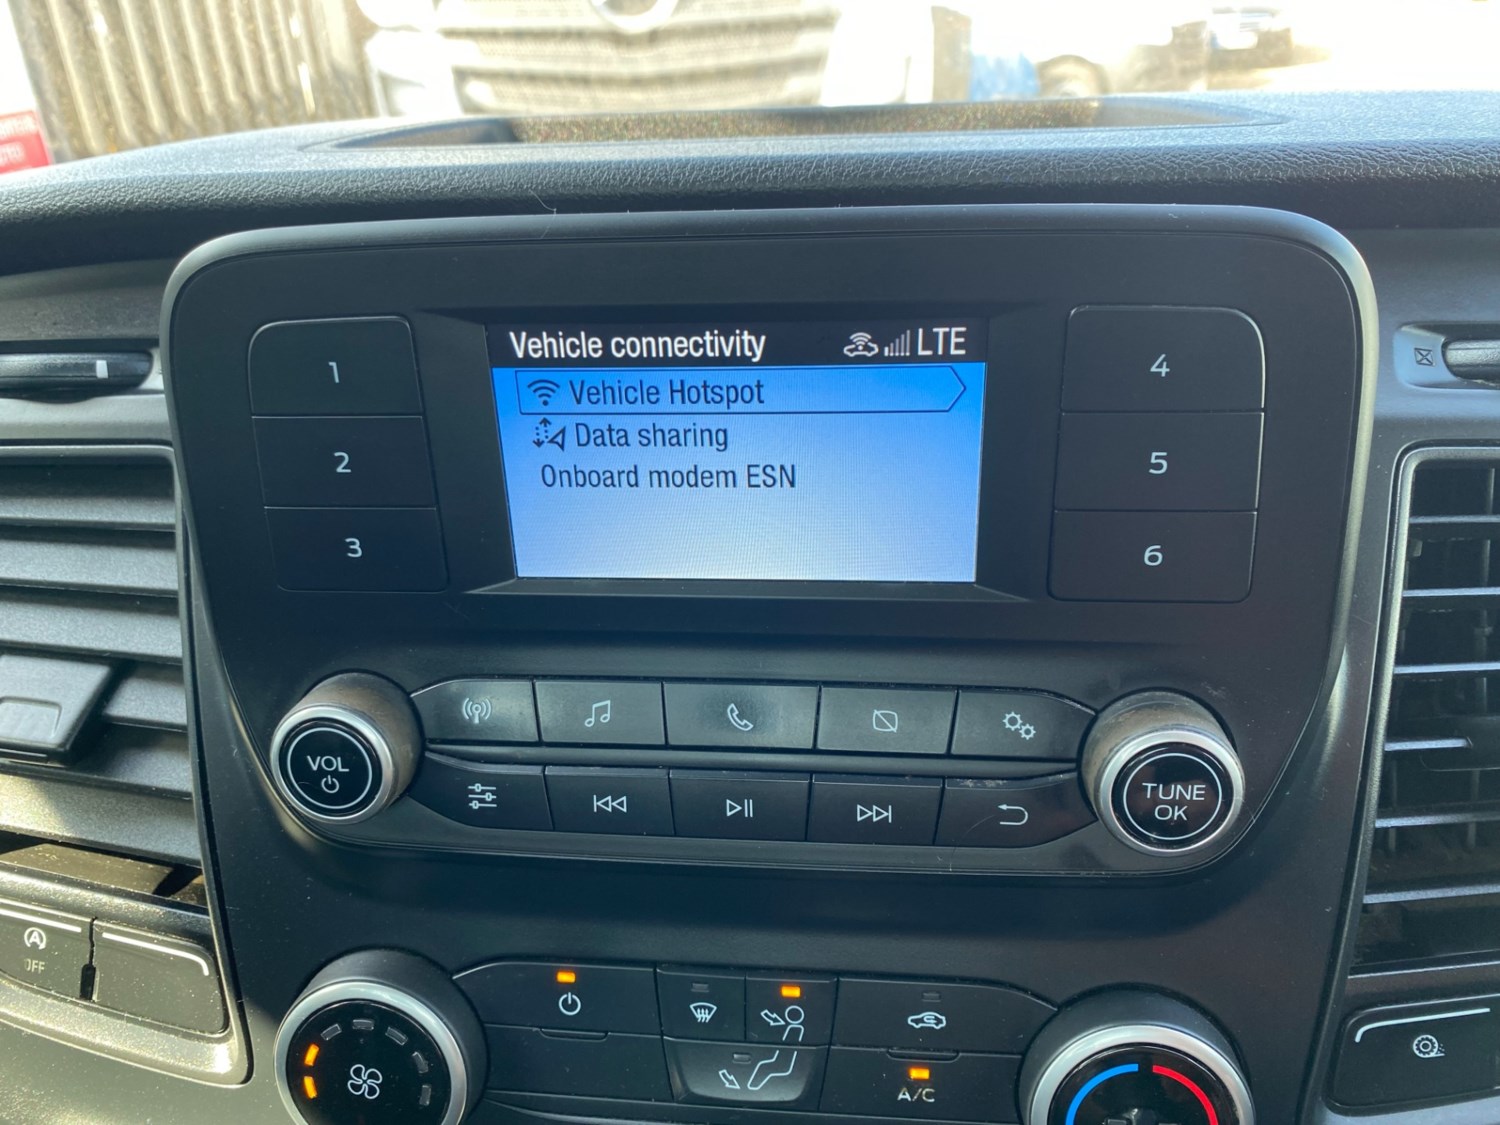 Vehicle connectivity LTE
Vehicle Hotspot
Data sharing
Onboard modem ESN
1
2
3
4
5
6
VOL
TUNE
OK
A
OFF
A/C